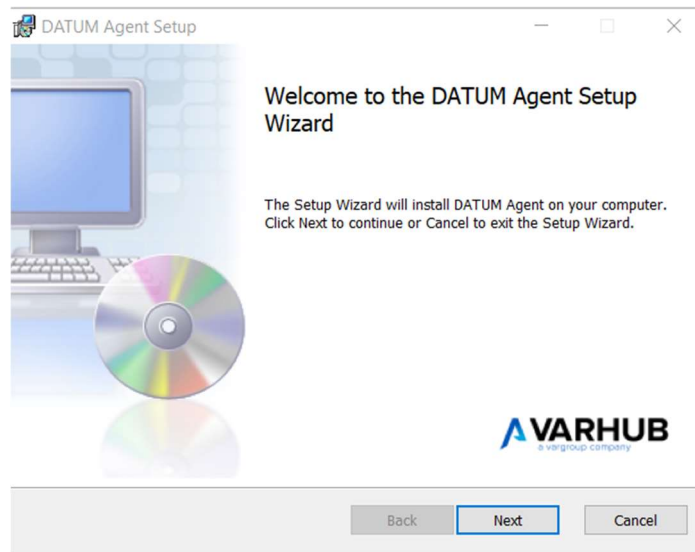 DATUM Agent Setup
Welcome to the DATUM Agent Setup
Wizard
The Setup Wizard will install DATUM Agent on your computer.
Click Next to continue or Cancel to exit the Setup Wizard.
VARHUB
a vargroup company
Back Next Cancel